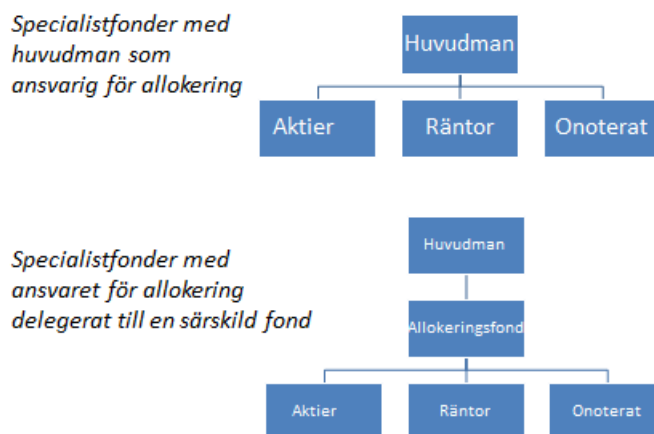 Specialistfonder med
huvudman som
ansvarig för allokering
Huvudman
Aktier
Räntor
Onoterat
Specialistfonder med
ansvaret för allokering
delegerat till en särskild fond
Huvudman
Allokeringsfond
Aktier
Räntor
Onoterat